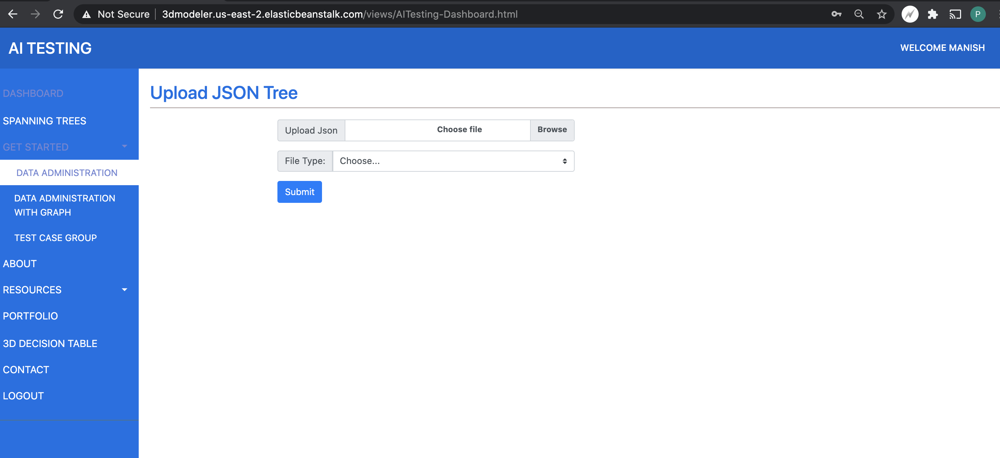 Not Secure 3dmodeler.us-east-2.elasticbeanstalk.com/views/AITesting-Dashboard.html
P
AI TESTING
WELCOME MANISH
DASHBOARD
SPANNING TREES
GET STARTED
DATA ADMINISTRATION
DATA ADMINISTRATION
WITH GRAPH
TEST CASE GROUP
ABOUT
RESOURCES
PORTFOLIO
3D DECISION TABLE
CONTACT
LOGOUT
Upload JSON Tree
Upload Json Choose file Browse
File Type: Choose...
Submit